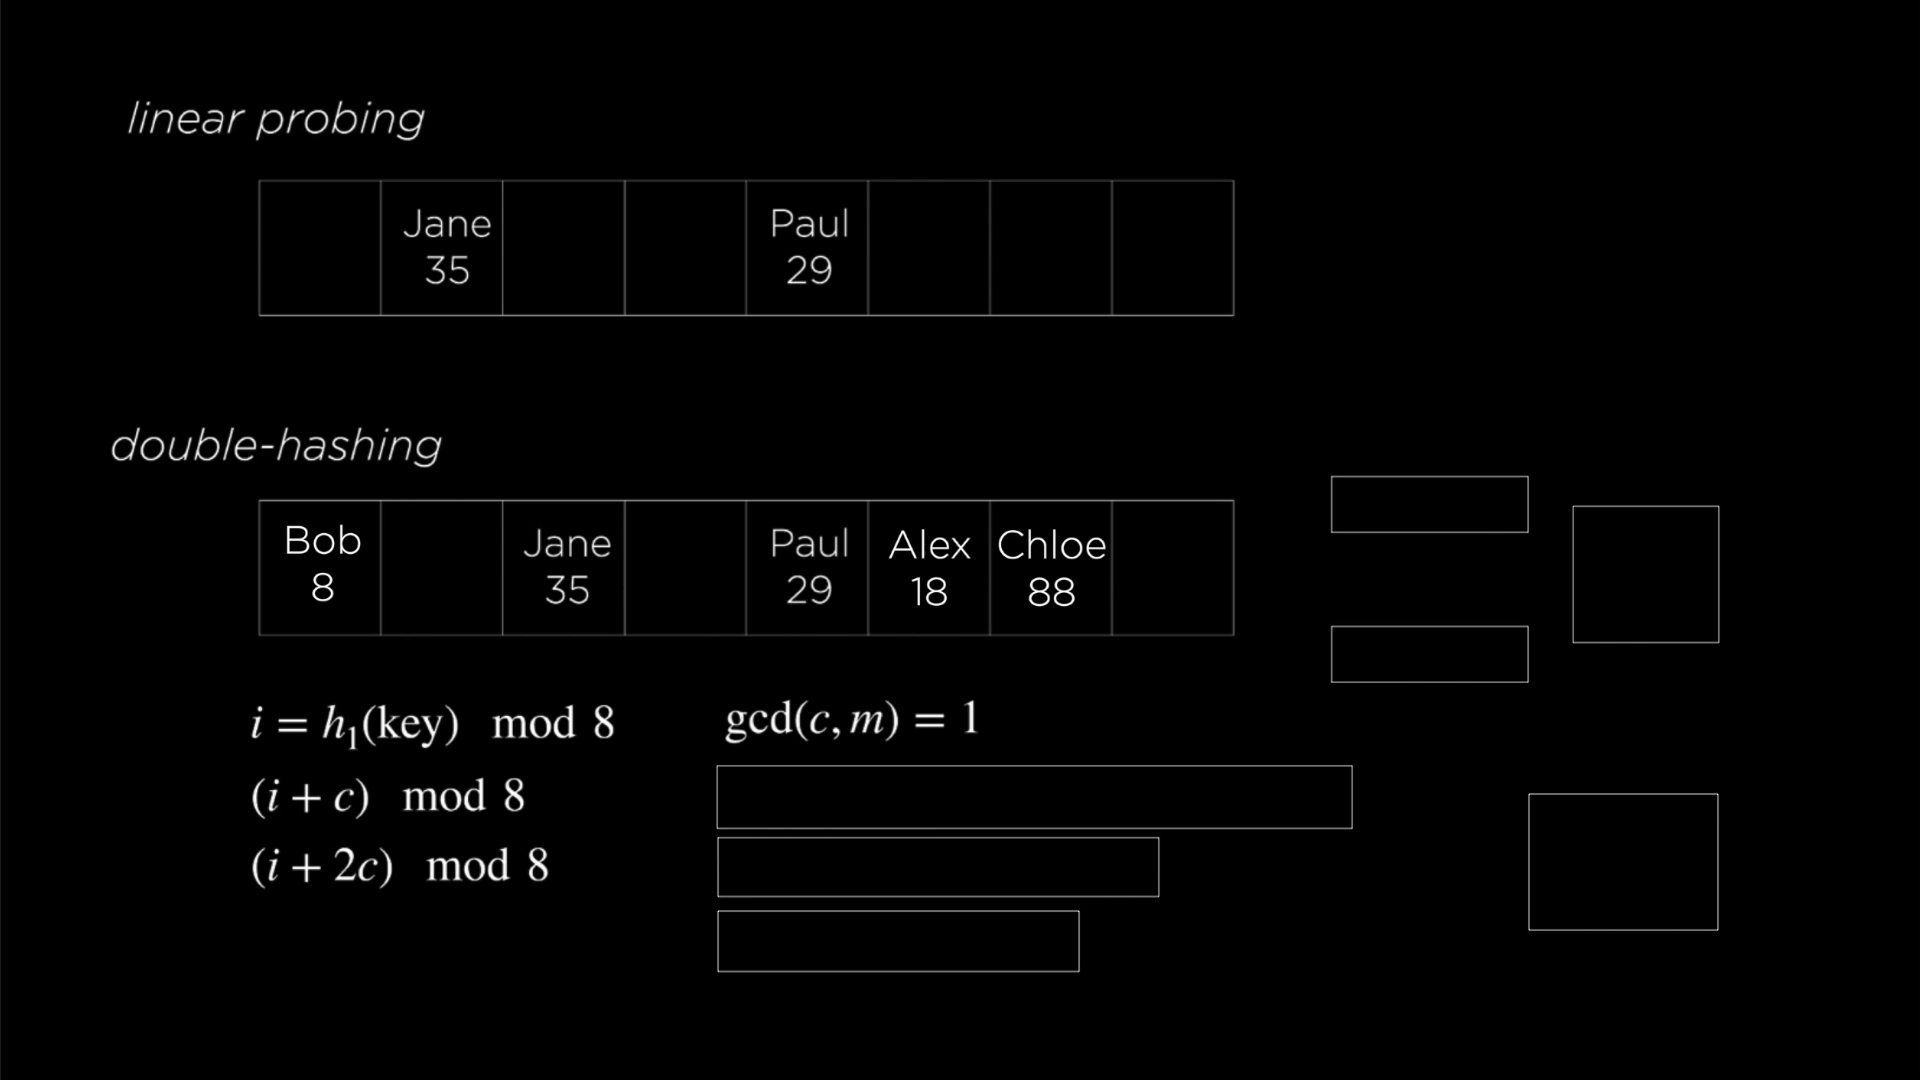 linear probing
Jane Paul
35 29
double-hashing
Bob Jane Paul Alex Chloe
8 35 29 18 88
i = h₁(key) mod 8 gcd(c, m) = 1
(i + c) mod 8
(i + 2c) mod 8